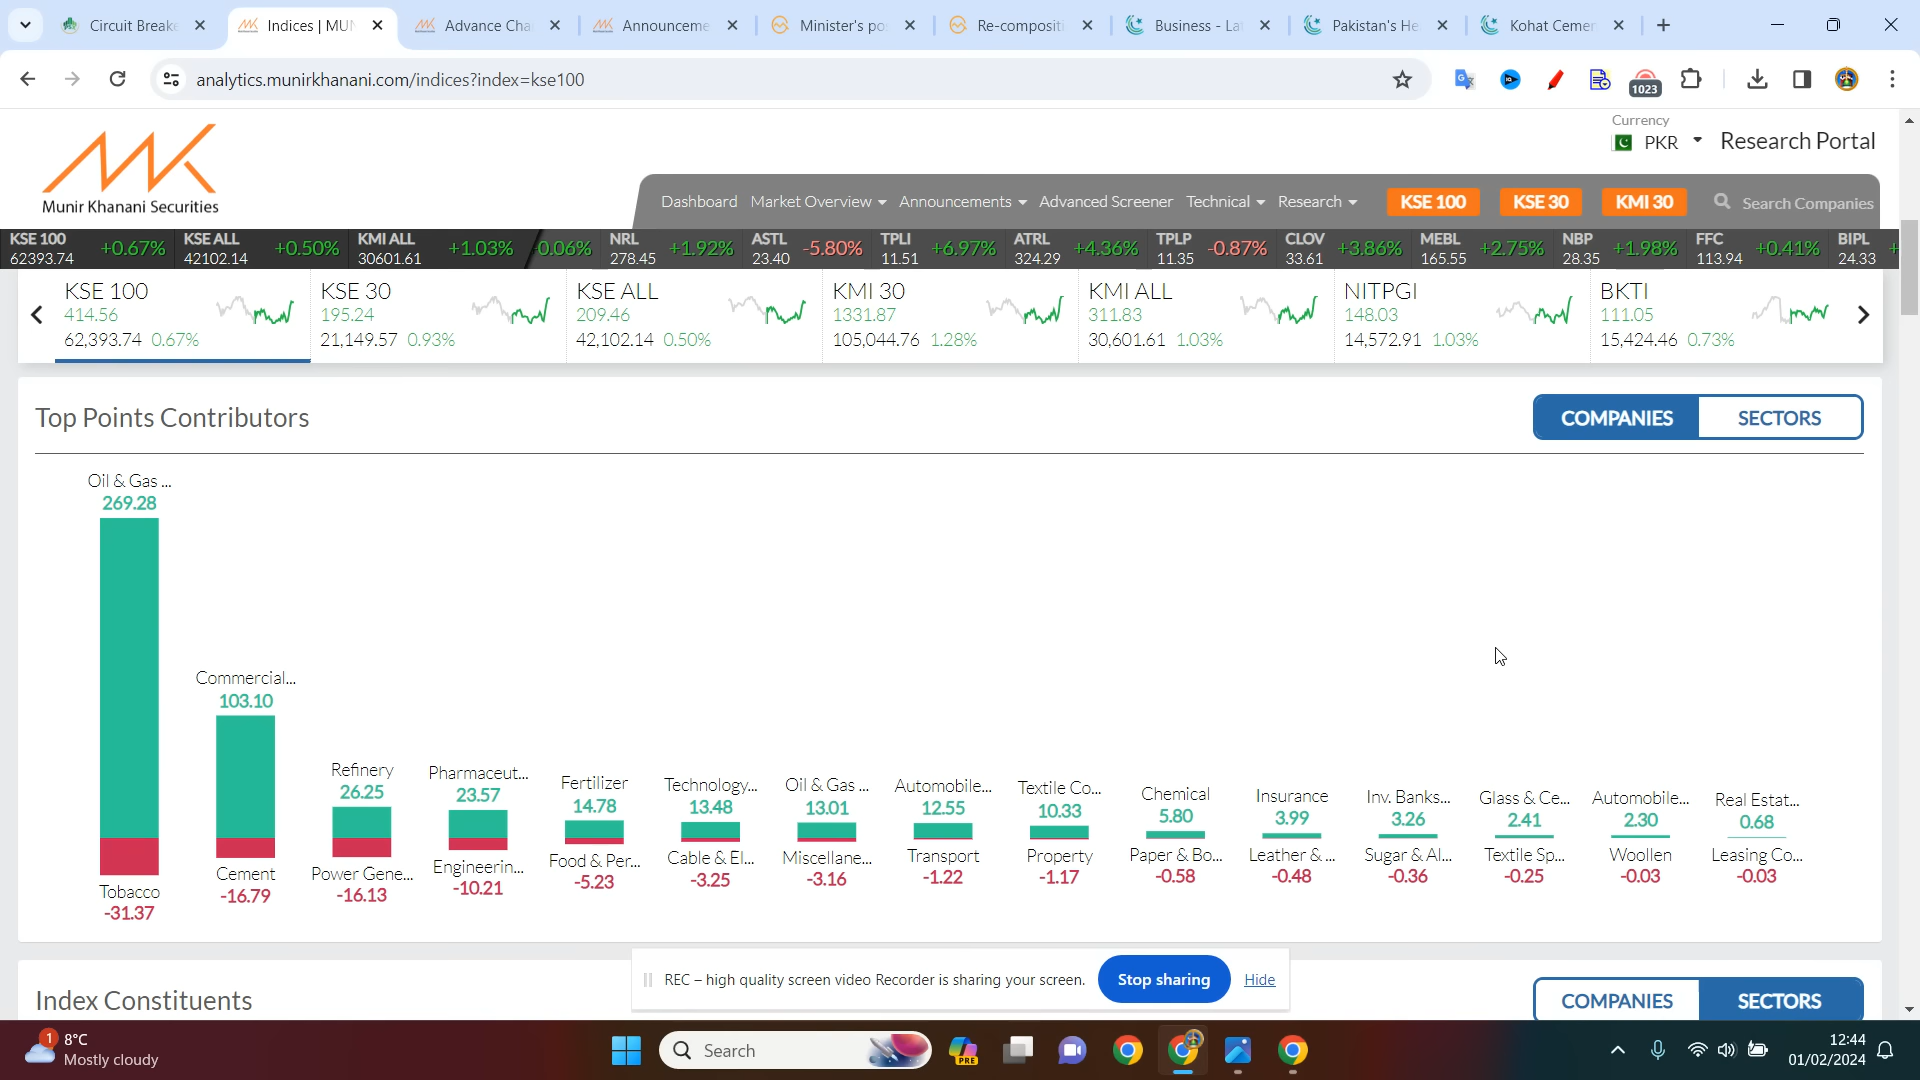 Circuit Breake
Indices | MUN
Advance Cha
Announceme
Minister's po
Re-compositi
Business - La
Pakistan's He
Kohat Cemen
analytics.munirkhanani.com/indices?index=kse100
1023
Munir Khanani Securities
Currency
PKR
Research Portal
Dashboard Market Overview Announcements Advanced Screener Technical Research KSE 100 KSE 30 KMI 30 Search Companies
KSE 100 62393.74 +0.67%
KSE ALL 42102.14 +0.50%
KMI ALL 30601.61 +1.03%
0.06%
NRL 278.45 +1.92%
ASTL 23.40 -5.80%
TPLI 11.51 +6.97%
ATRL 324.29 +4.36%
TPLP 11.35 -0.87%
CLOV 33.61 +3.86%
MEBL 165.55 +2.75%
NBP 28.35 +1.98%
FFC 113.94 +0.41%
BIPL 24.33 +
KSE 100
414.56
62,393.74 0.67%
KSE 30
195.24
21,149.57 0.93%
KSE ALL
209.46
42,102.14 0.50%
KMI 30
1331.87
105,044.76 1.28%
KMI ALL
311.83
30,601.61 1.03%
NITPGI
148.03
14,572.91 1.03%
BKTI
111.05
15,424.46 0.73%
Top Points Contributors
COMPANIES SECTORS
Oil & Gas ...
269.28
Tobacco
-31.37
Commercial...
103.10
Cement
-16.79
Refinery
26.25
Power Gene...
-16.13
Pharmaceut...
23.57
Engineerin...
-10.21
Fertilizer
14.78
Food & Per...
-5.23
Technology...
13.48
Cable & El...
-3.25
Oil & Gas ...
13.01
Miscellane...
-3.16
Automobile...
12.55
Transport
-1.22
Textile Co...
10.33
Property
-1.17
Chemical
5.80
Paper & Bo...
-0.58
Insurance
3.99
Leather & ...
-0.48
Inv. Banks...
3.26
Sugar & Al...
-0.36
Glass & Ce...
2.41
Textile Sp...
-0.25
Automobile...
2.30
Woollen
-0.03
Real Estat...
0.68
Leasing Co...
-0.03
Index Constituents
COMPANIES SECTORS
REC – high quality screen video Recorder is sharing your screen. Stop sharing Hide
1
8°C
Mostly cloudy
Search
PRE
12:44
01/02/2024